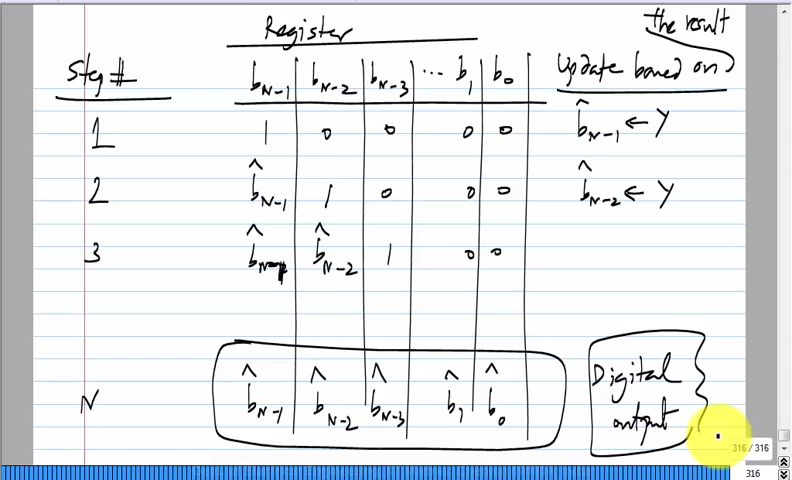 the result
Register
Step # b_{N-1} b_{N-2} b_{N-3} ... b_1 b_0 Update based on
1 1 0 0 0 0 b̂_{N-1} ← Y
2 b̂_{N-1} 1 0 0 0 b̂_{N-2} ← Y
3 b̂_{N-1} b̂_{N-2} 1 0 0
N b̂_{N-1} b̂_{N-2} b̂_{N-3} b̂_1 b̂_0 Digital
output
316 / 316
316